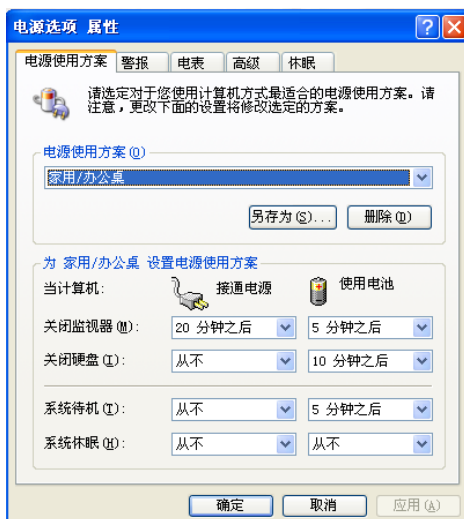 电源选项 属性
电源使用方案 警报 电表 高级 休眠
请选定对于您使用计算机方式最适合的电源使用方案。请
注意，更改下面的设置将修改选定的方案。
电源使用方案(O)
家用/办公桌
另存为(S)... 删除(D)
为 家用/办公桌 设置电源使用方案
当计算机: 接通电源 使用电池
关闭监视器(M): 20 分钟之后 5 分钟之后
关闭硬盘(I): 从不 10 分钟之后
系统待机(T): 从不 5 分钟之后
系统休眠(H): 从不 从不
确定 取消 应用(A)